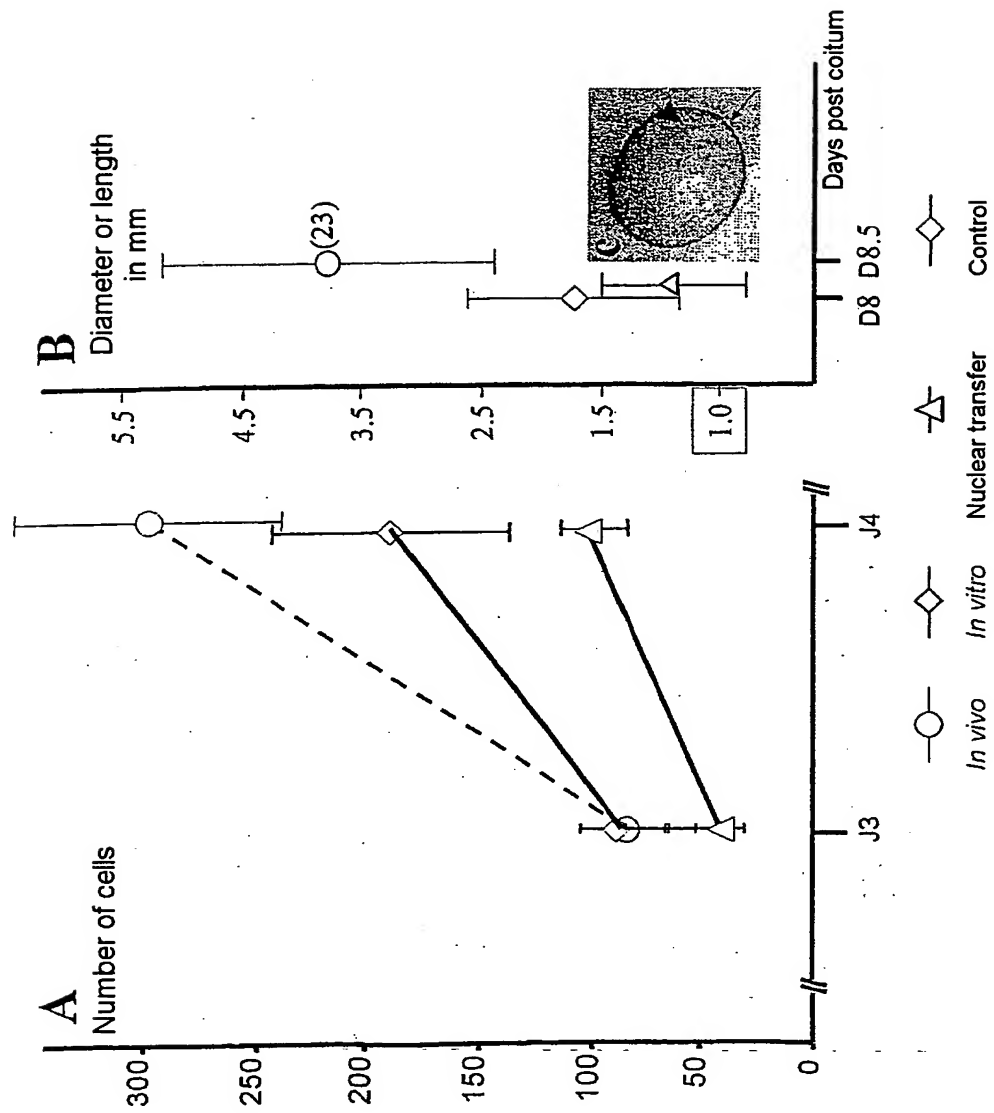 A
Number of cells
300
250
200
150
100
50
0
J3
J4
B
Diameter or length
in mm
5.5
4.5
3.5
2.5
1.5
1.0
(23)
C
D8
D8.5
Days post coitum
In vivo
In vitro
Nuclear transfer
Control